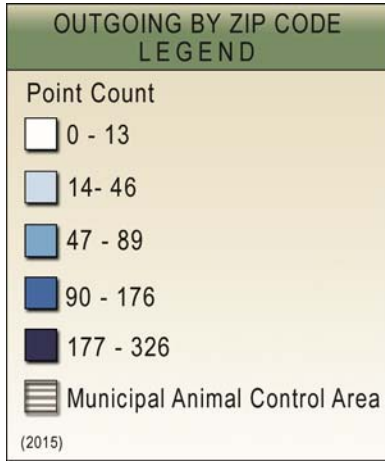 OUTGOING BY ZIP CODE
LEGEND
Point Count
0 - 13
14- 46
47 - 89
90 - 176
177 - 326
Municipal Animal Control Area
(2015)